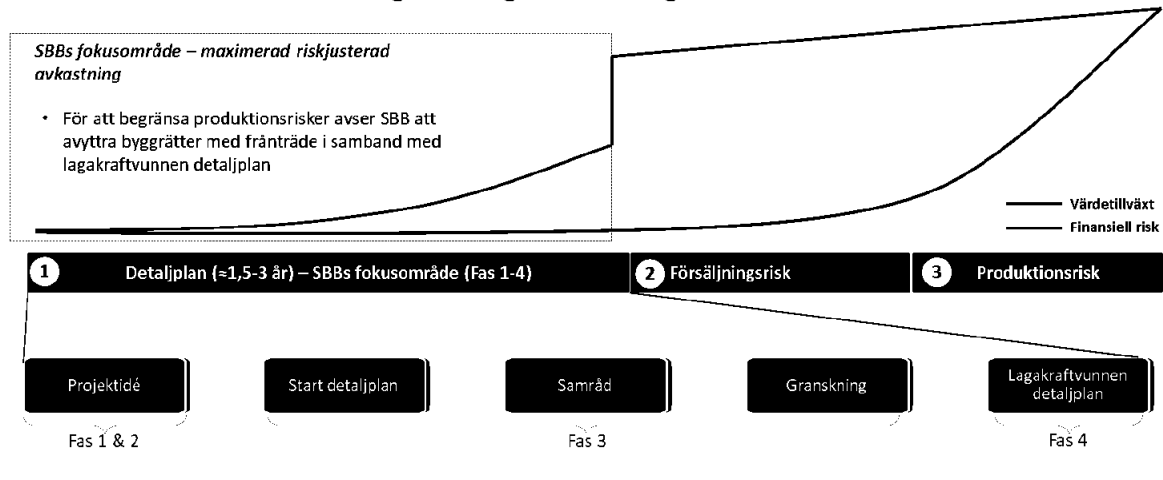 SBBs fokusområde – maximerad riskjusterad
avkastning
• För att begränsa produktionsrisker avser SBB att
avyttra byggrätter med frånträde i samband med
lagakraftvunnen detaljplan
Värdetillväxt
Finansiell risk
1 Detaljplan (≈1,5-3 år) – SBBs fokusområde (Fas 1-4)
2 Försäljningsrisk
3 Produktionsrisk
Projektidé
Start detaljplan
Samråd
Granskning
Lagakraftvunnen
detaljplan
Fas 1 & 2
Fas 3
Fas 4